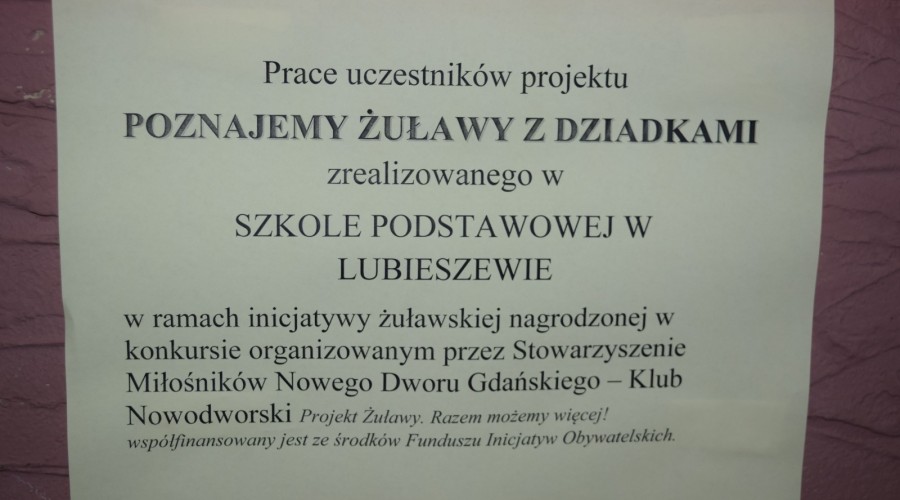 Prace uczestników projektu
POZNAJEMY ŻUŁAWY Z DZIADKAMI
zrealizowanego w
SZKOLE PODSTAWOWEJ W
LUBIESZEWIE
w ramach inicjatywy żuławskiej nagrodzonej w
konkursie organizowanym przez Stowarzyszenie
Miłośników Nowego Dworu Gdańskiego – Klub
Nowodworski Projekt Żuławy. Razem możemy więcej!
współfinansowany jest ze środków Funduszu Inicjatyw Obywatelskich.